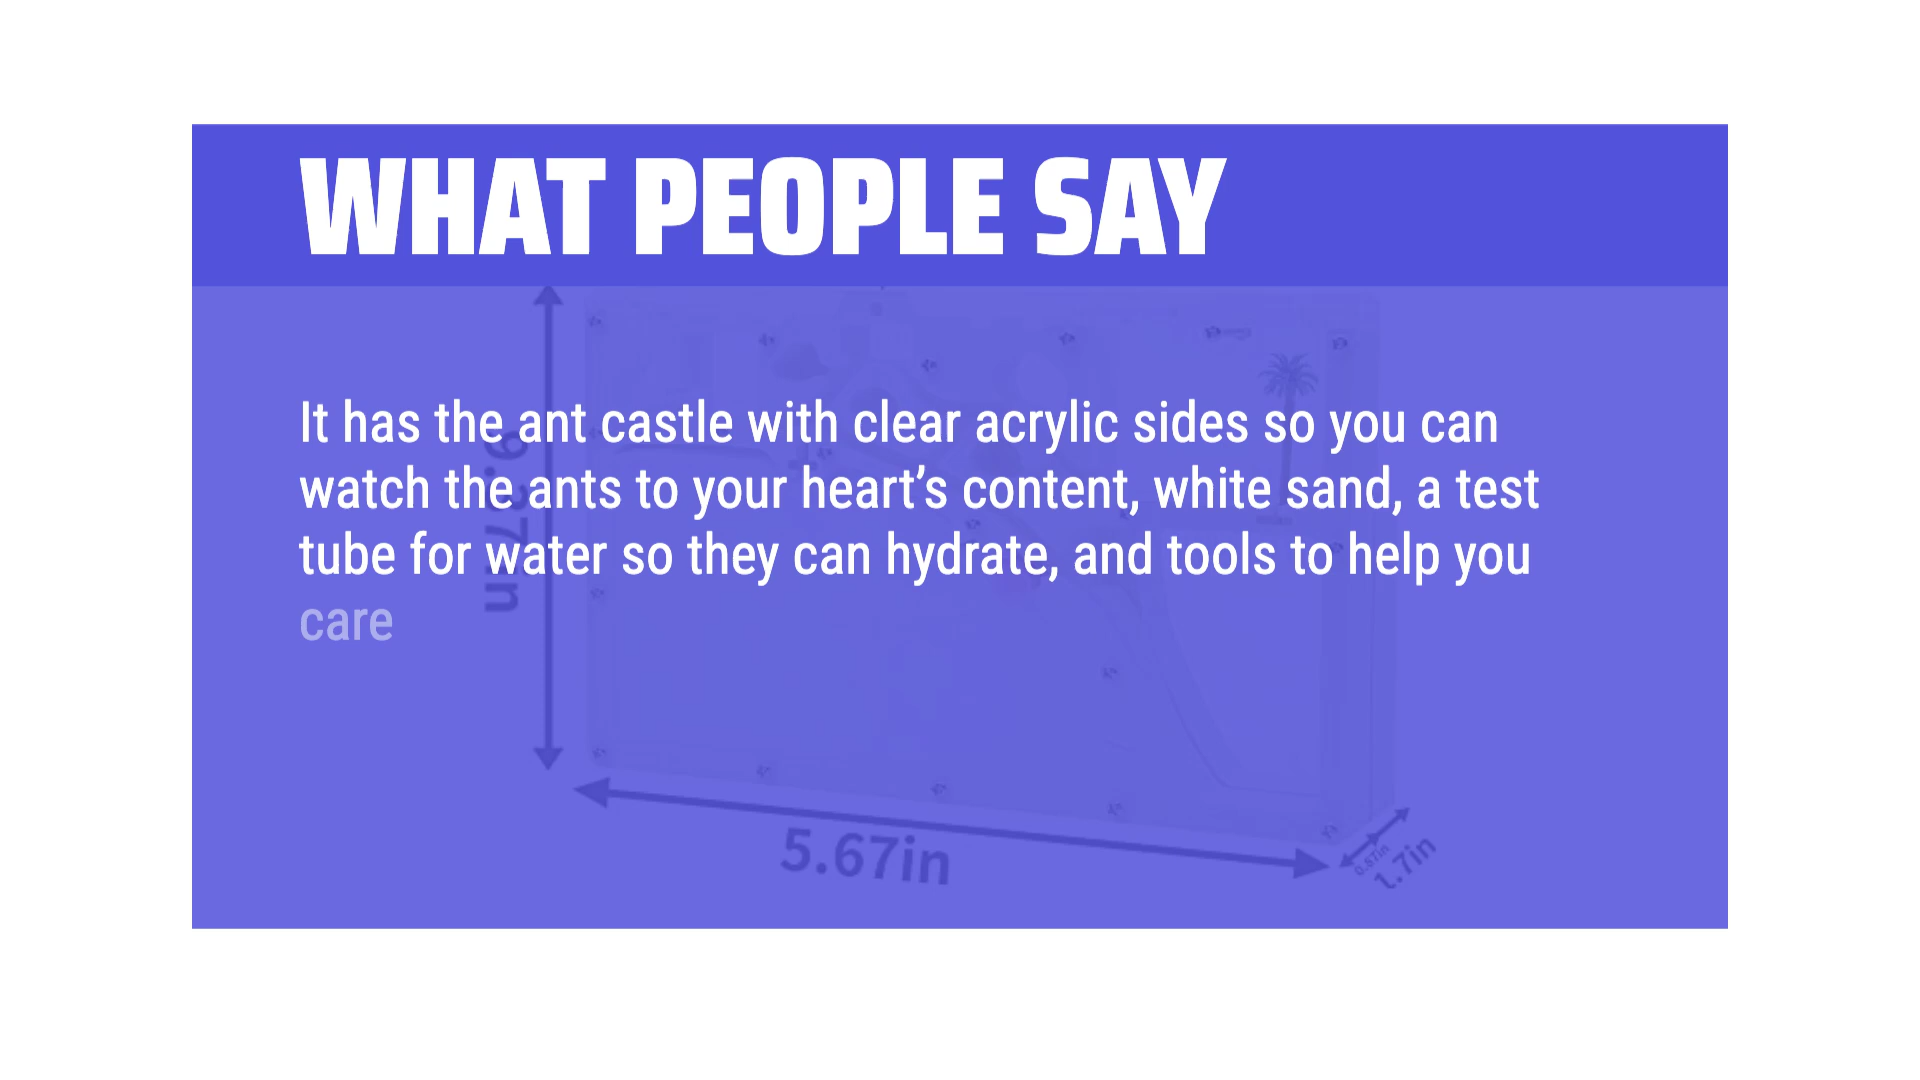 WHAT PEOPLE SAY
It has the ant castle with clear acrylic sides so you can
watch the ants to your heart’s content, white sand, a test
tube for water so they can hydrate, and tools to help you
care
5.67in
1.7in